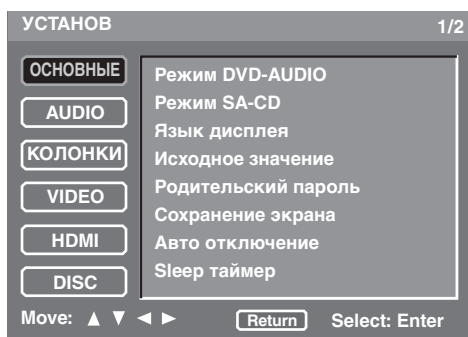 УСТАНОВ 1/2
ОСНОВНЫЕ
AUDIO
КОЛОНКИ
VIDEO
HDMI
DISC
Режим DVD-AUDIO
Режим SA-CD
Язык дисплея
Исходное значение
Родительский пароль
Сохранение экрана
Авто отключение
Sleep таймер
Move: ▲ ▼ ◄ ► Return Select: Enter